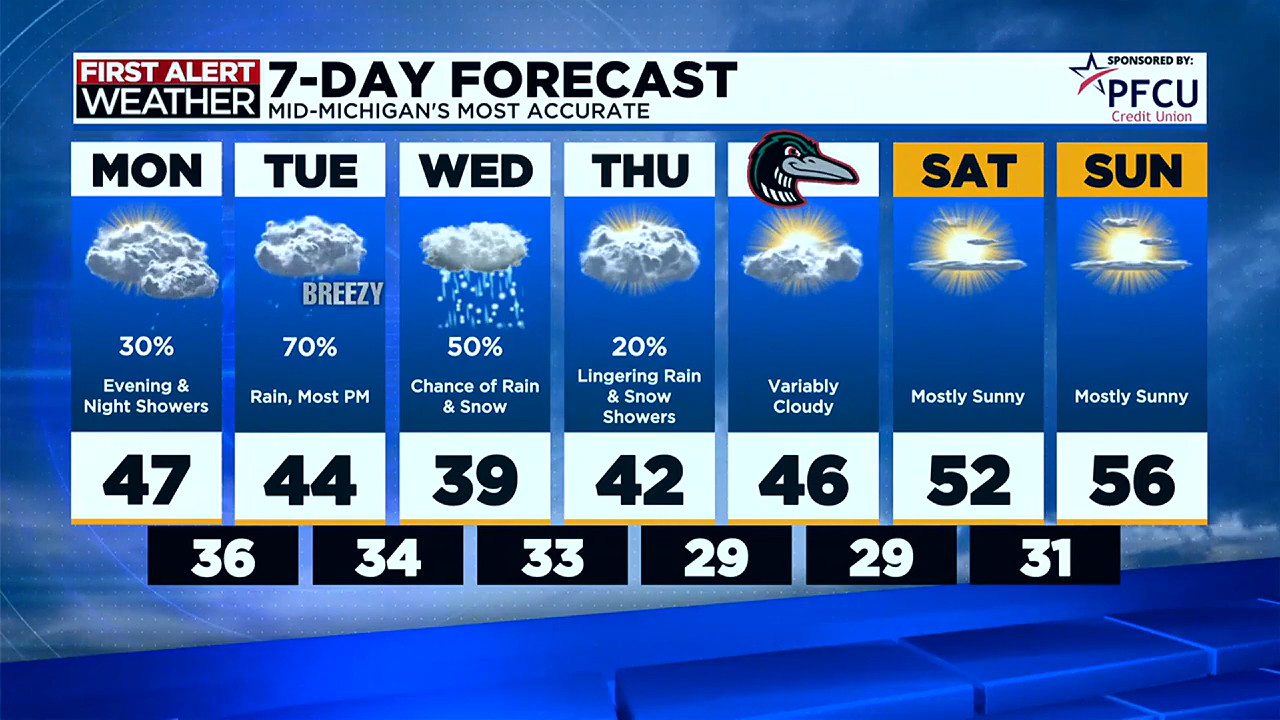 FIRST ALERT
WEATHER
7-DAY FORECAST
MID-MICHIGAN'S MOST ACCURATE
SPONSORED BY:
PFCU
Credit Union
MON
30%
Evening &
Night Showers
47
TUE
BREEZY
70%
Rain, Most PM
44
WED
50%
Chance of Rain
& Snow
39
THU
20%
Lingering Rain
& Snow
Showers
42
Variably
Cloudy
46
SAT
Mostly Sunny
52
SUN
Mostly Sunny
56
36
34
33
29
29
31